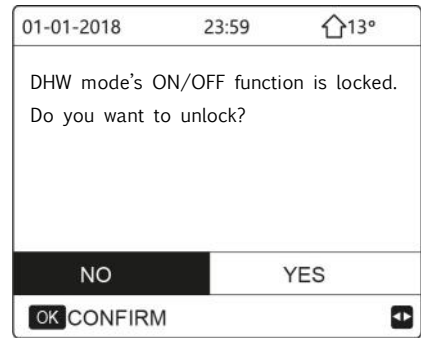 01-01-2018 23:59 13°
DHW mode’s ON/OFF function is locked.
Do you want to unlock?
NO YES
OK CONFIRM